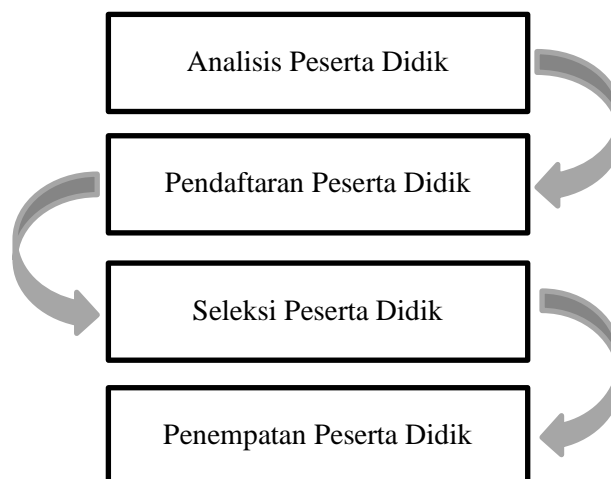 Analisis Peserta Didik
Pendaftaran Peserta Didik
Seleksi Peserta Didik
Penempatan Peserta Didik